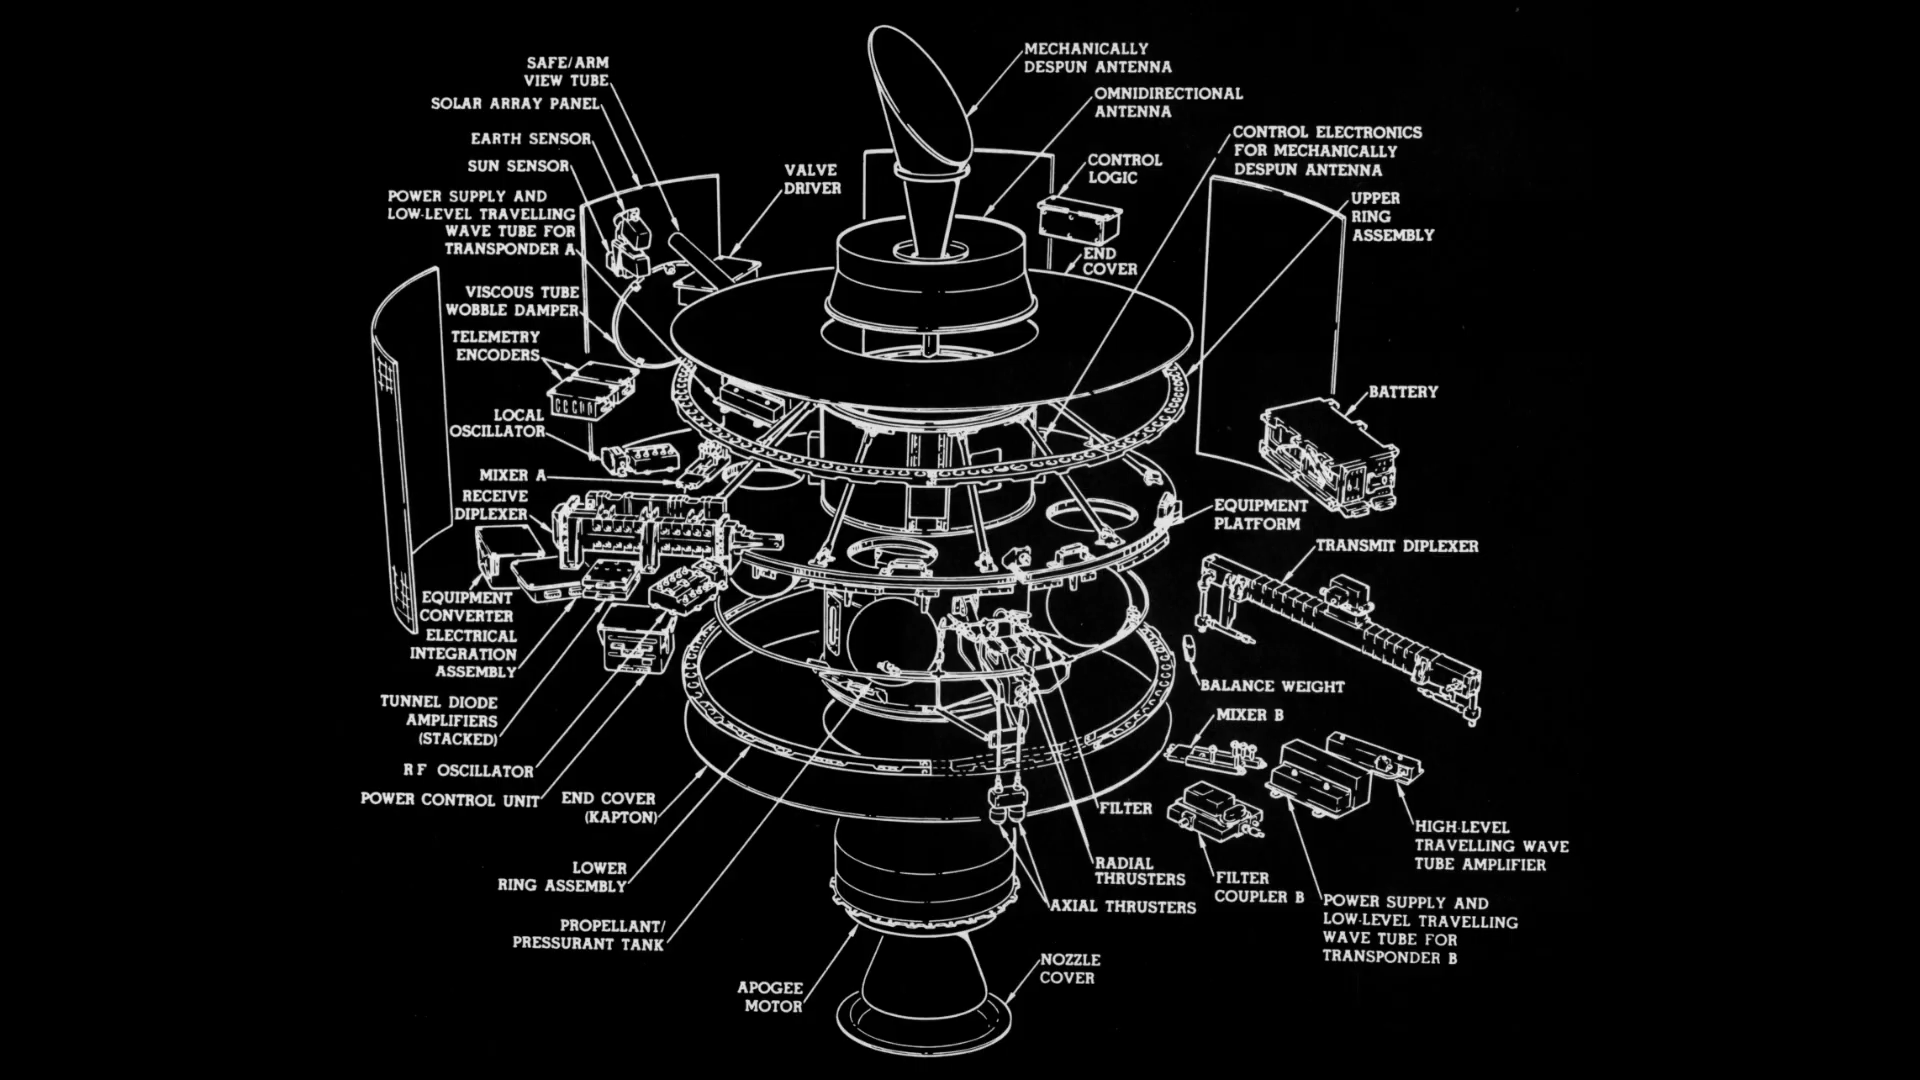 SAFE/ARM
VIEW TUBE
SOLAR ARRAY PANEL
EARTH SENSOR
SUN SENSOR
POWER SUPPLY AND
LOW-LEVEL TRAVELLING
WAVE TUBE FOR
TRANSPONDER A
VISCOUS TUBE
WOBBLE DAMPER
TELEMETRY
ENCODERS
LOCAL
OSCILLATOR
MIXER A
RECEIVE
DIPLEXER
EQUIPMENT
CONVERTER
ELECTRICAL
INTEGRATION
ASSEMBLY
TUNNEL DIODE
AMPLIFIERS
(STACKED)
RF OSCILLATOR
POWER CONTROL UNIT
END COVER
(KAPTON)
LOWER
RING ASSEMBLY
PROPELLANT/
PRESSURANT TANK
APOGEE
MOTOR
VALVE
DRIVER
MECHANICALLY
DESPUN ANTENNA
OMNIDIRECTIONAL
ANTENNA
CONTROL
LOGIC
END
COVER
CONTROL ELECTRONICS
FOR MECHANICALLY
DESPUN ANTENNA
UPPER
RING
ASSEMBLY
BATTERY
EQUIPMENT
PLATFORM
TRANSMIT DIPLEXER
BALANCE WEIGHT
MIXER B
FILTER
RADIAL
THRUSTERS
AXIAL THRUSTERS
FILTER
COUPLER B
HIGH-LEVEL
TRAVELLING WAVE
TUBE AMPLIFIER
POWER SUPPLY AND
LOW-LEVEL TRAVELLING
WAVE TUBE FOR
TRANSPONDER B
NOZZLE
COVER